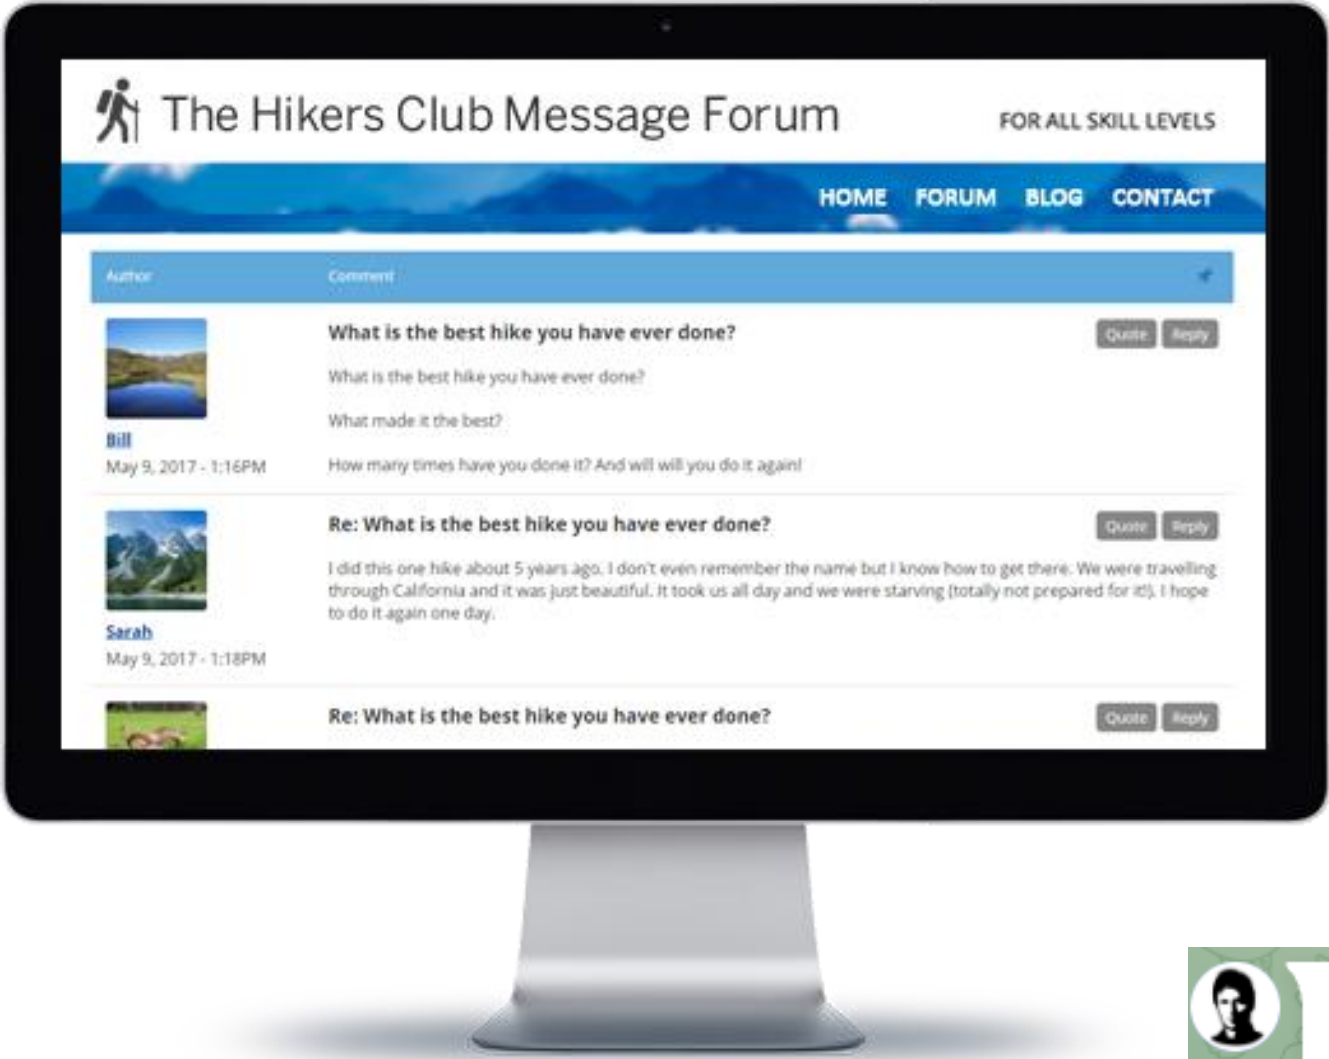 The Hikers Club Message Forum
FOR ALL SKILL LEVELS
HOME FORUM BLOG CONTACT
Author Comment
What is the best hike you have ever done?
Quote Reply
What is the best hike you have ever done?
What made it the best?
How many times have you done it? And will will you do it again!
Bill
May 9, 2017 - 1:16PM
Re: What is the best hike you have ever done?
Quote Reply
I did this one hike about 5 years ago. I don't even remember the name but I know how to get there. We were travelling
through California and it was just beautiful. It took us all day and we were starving (totally not prepared for it!). I hope
to do it again one day.
Sarah
May 9, 2017 - 1:18PM
Re: What is the best hike you have ever done?
Quote Reply